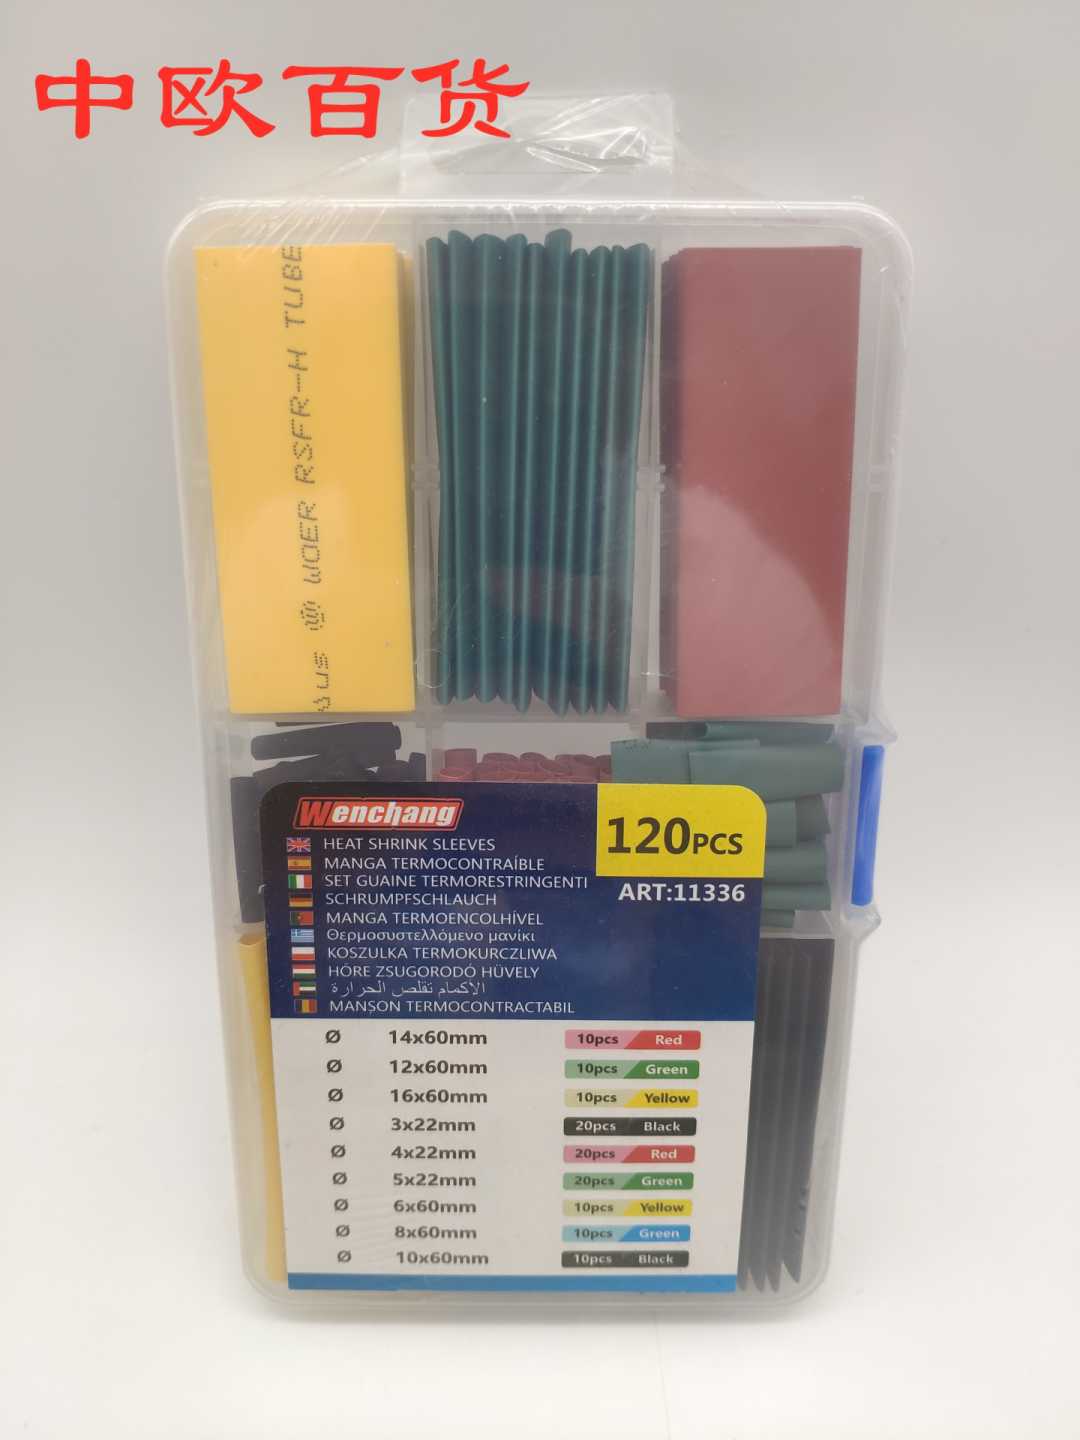 中欧百货
WOER RSFR-H TUBE
Wenchang
120PCS
ART:11336
HEAT SHRINK SLEEVES
MANGA TERMOCONTRAÍBLE
SET GUAINE TERMORESTRINGENTI
SCHRUMPFSCHLAUCH
MANGA TERMOENCOLHÍVEL
Θερμοσυστελλόμενο μανίκι
KOSZULKA TERMOKURCZLIWA
HŐRE ZSUGORODÓ HÜVELY
الأكمام تقلص الحرارة
MANȘON TERMOCONTRACTABIL
Ø 14x60mm 10pcs Red
Ø 12x60mm 10pcs Green
Ø 16x60mm 10pcs Yellow
Ø 3x22mm 20pcs Black
Ø 4x22mm 20pcs Red
Ø 5x22mm 20pcs Green
Ø 6x60mm 10pcs Yellow
Ø 8x60mm 10pcs Green
Ø 10x60mm 10pcs Black